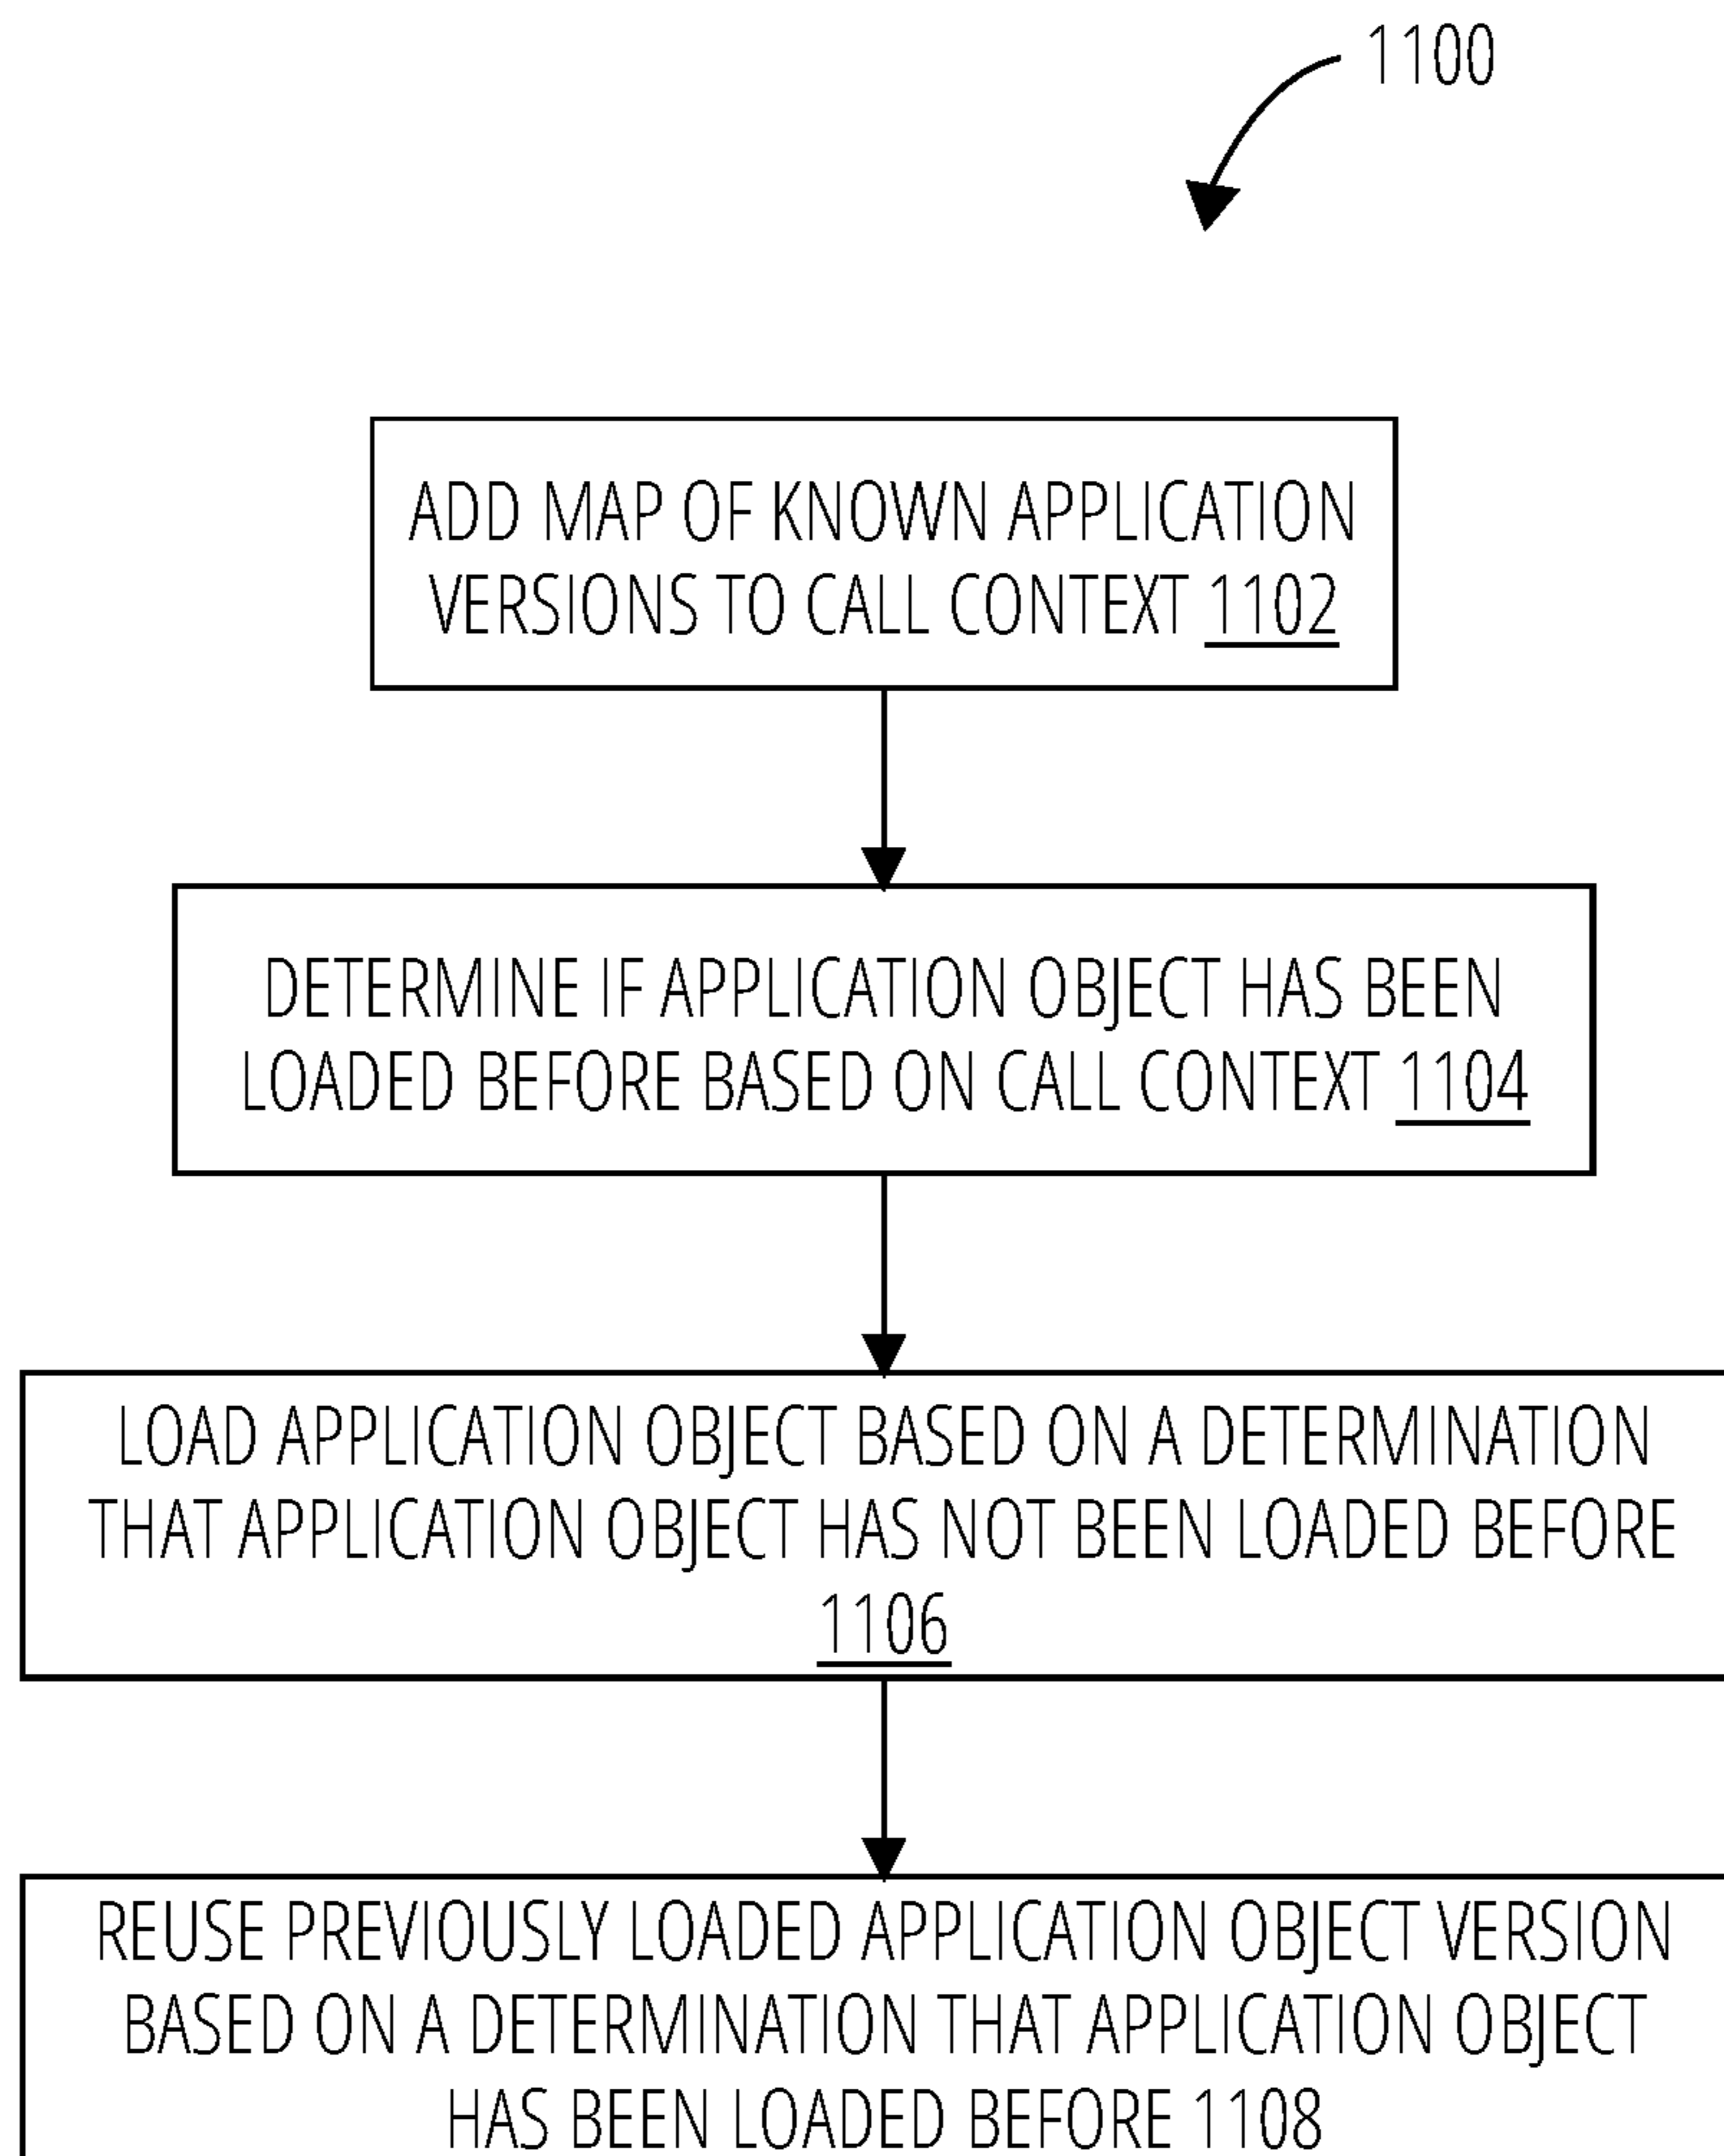 1100
ADD MAP OF KNOWN APPLICATION
VERSIONS TO CALL CONTEXT 1102
DETERMINE IF APPLICATION OBJECT HAS BEEN
LOADED BEFORE BASED ON CALL CONTEXT 1104
LOAD APPLICATION OBJECT BASED ON A DETERMINATION
THAT APPLICATION OBJECT HAS NOT BEEN LOADED BEFORE
1106
REUSE PREVIOUSLY LOADED APPLICATION OBJECT VERSION
BASED ON A DETERMINATION THAT APPLICATION OBJECT
HAS BEEN LOADED BEFORE 1108